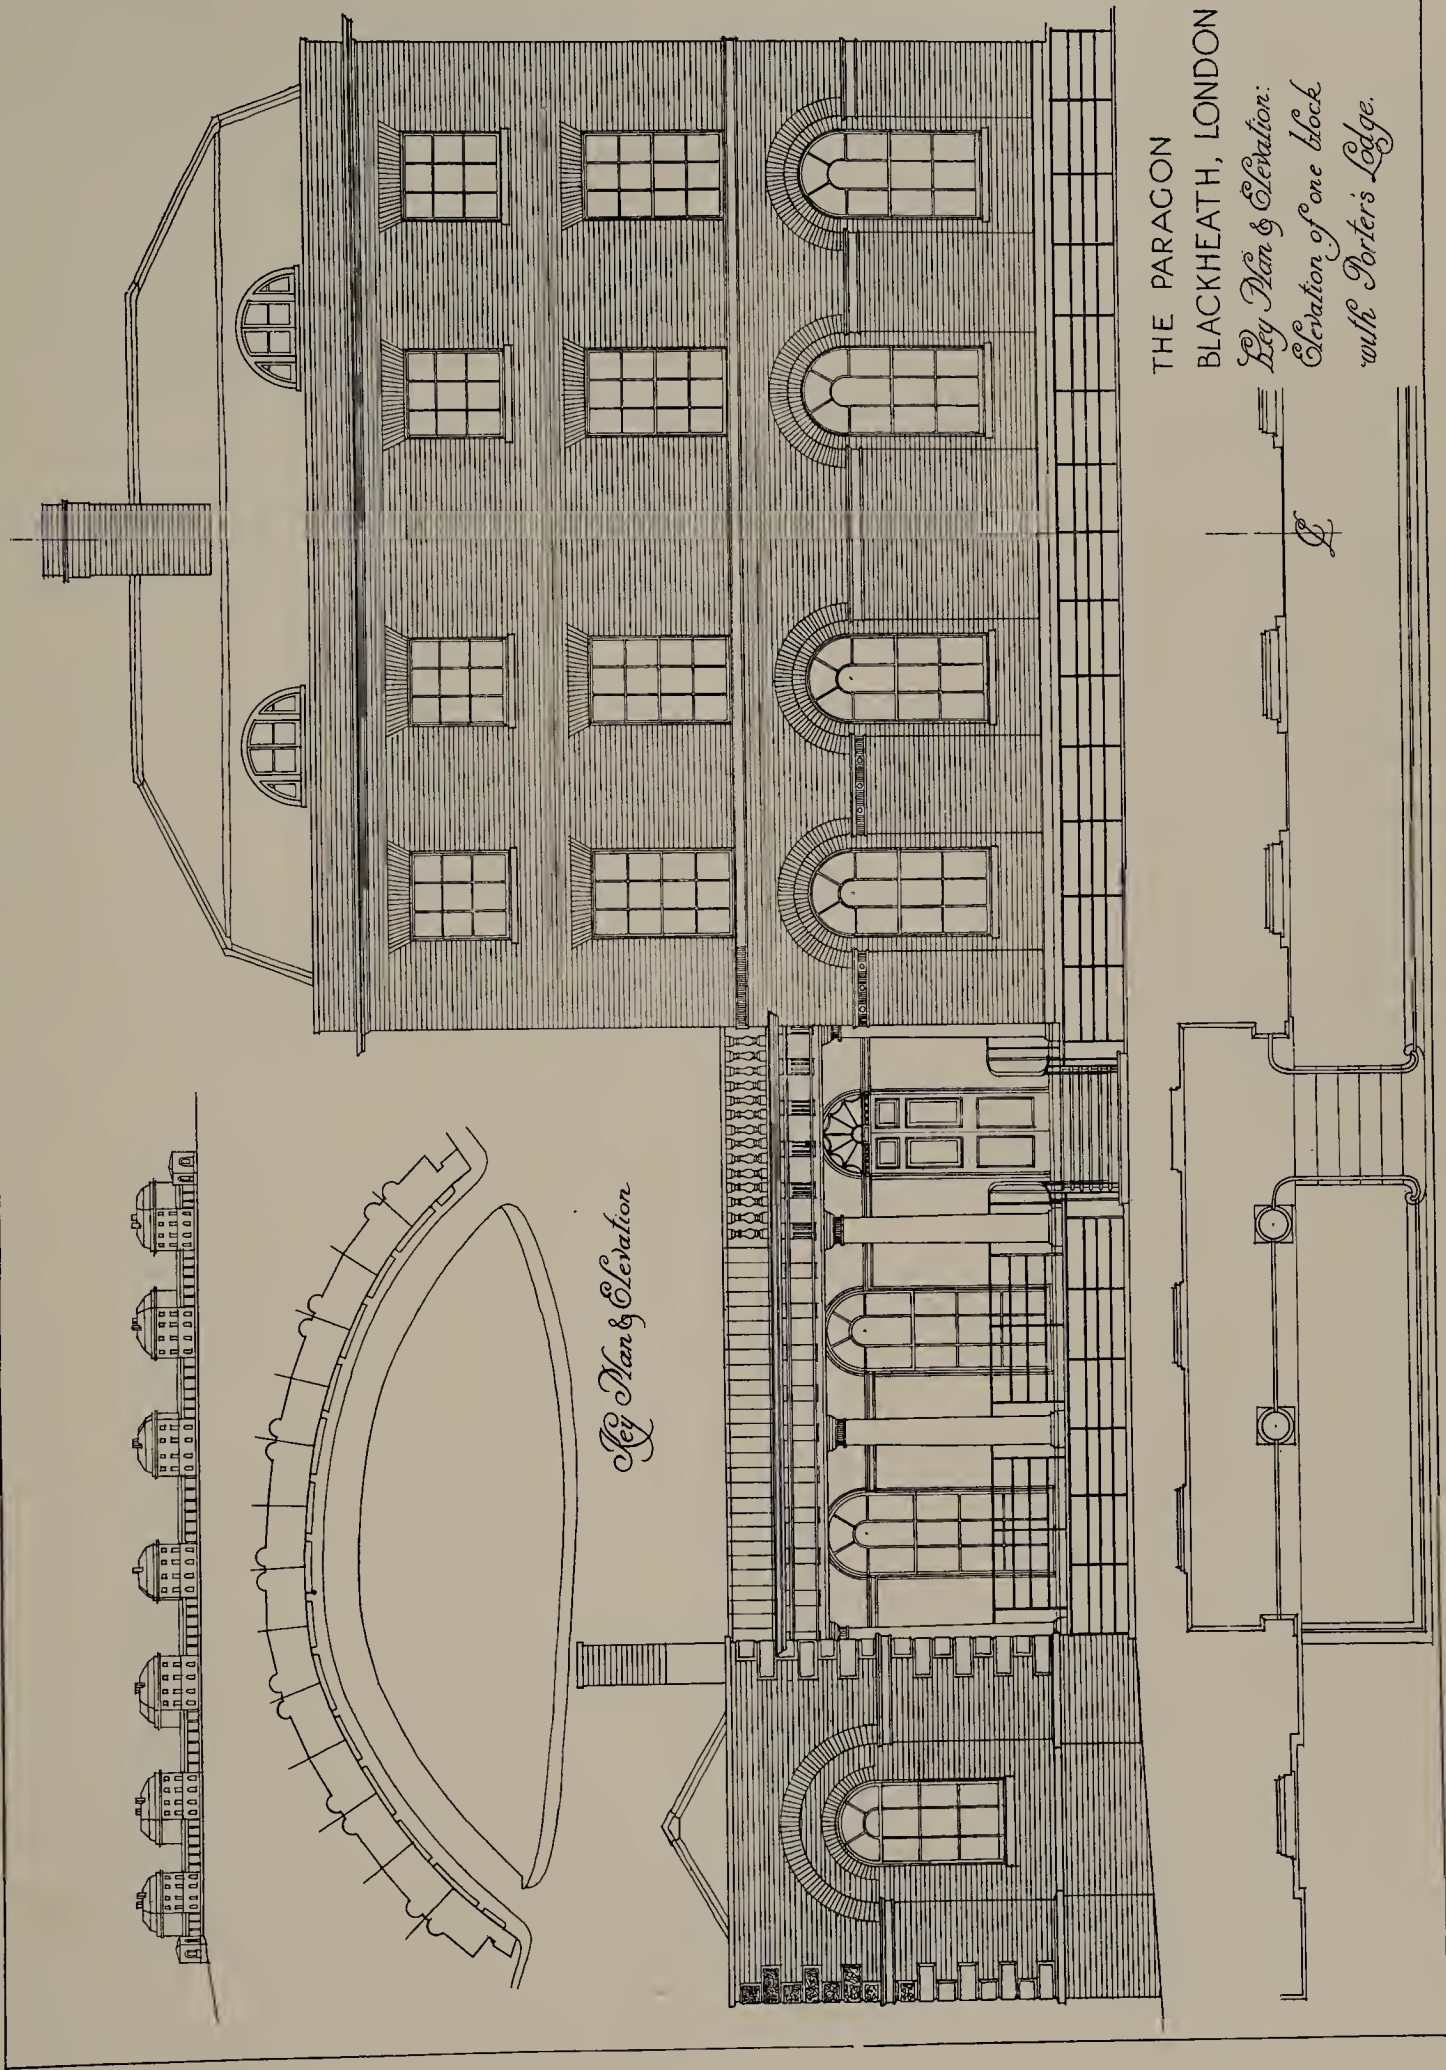 Key Plan & Elevation
THE PARAGON
BLACKHEATH, LONDON
Key Plan & Elevation:
Elevation of one block
with Porter's Lodge.